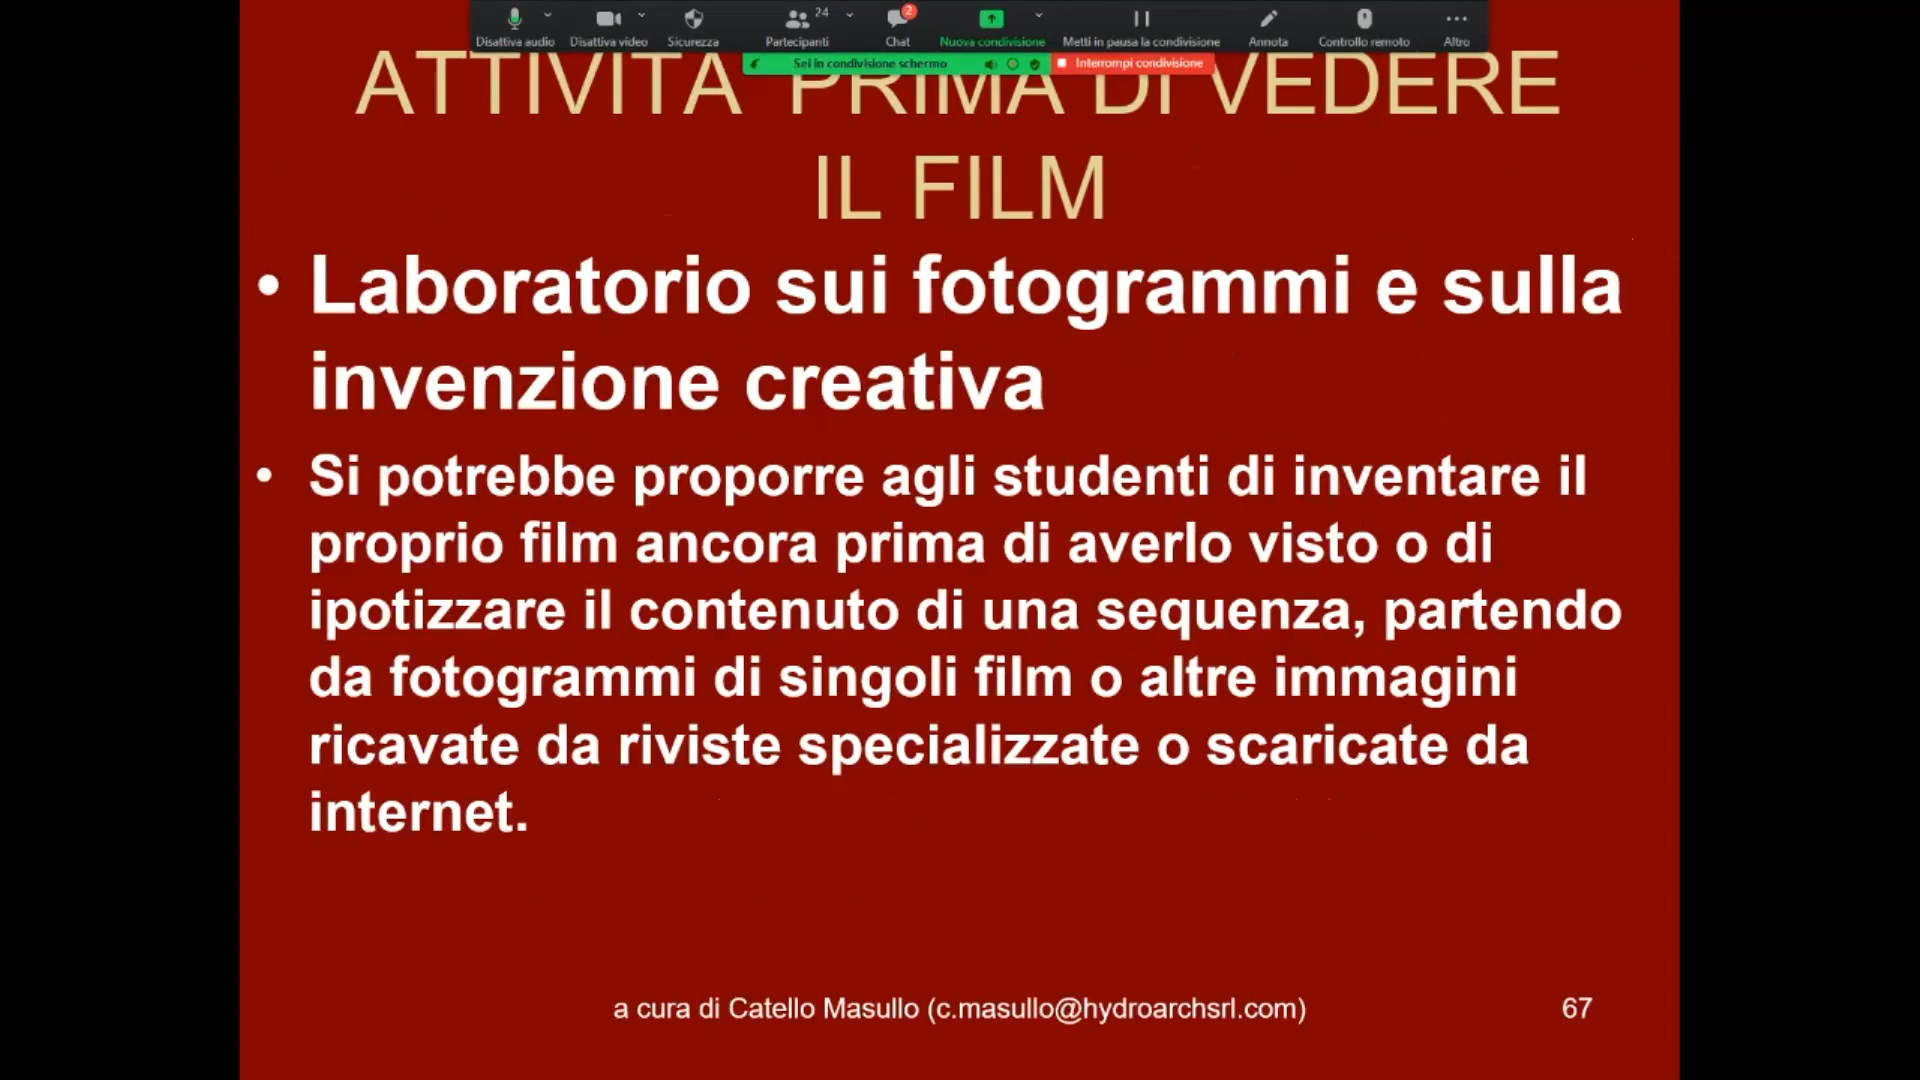 24
2
Disattiva audio Disattiva video Sicurezza Partecipanti Chat Nuova condivisione Metti in pausa la condivisione Annota Controllo remoto Altro
Sei in condivisione schermo Interrompi condivisione
ATTIVITA' PRIMA DI VEDERE
IL FILM
• Laboratorio sui fotogrammi e sulla
invenzione creativa
• Si potrebbe proporre agli studenti di inventare il
proprio film ancora prima di averlo visto o di
ipotizzare il contenuto di una sequenza, partendo
da fotogrammi di singoli film o altre immagini
ricavate da riviste specializzate o scaricate da
internet.
a cura di Catello Masullo (c.masullo@hydroarchsrl.com) 67